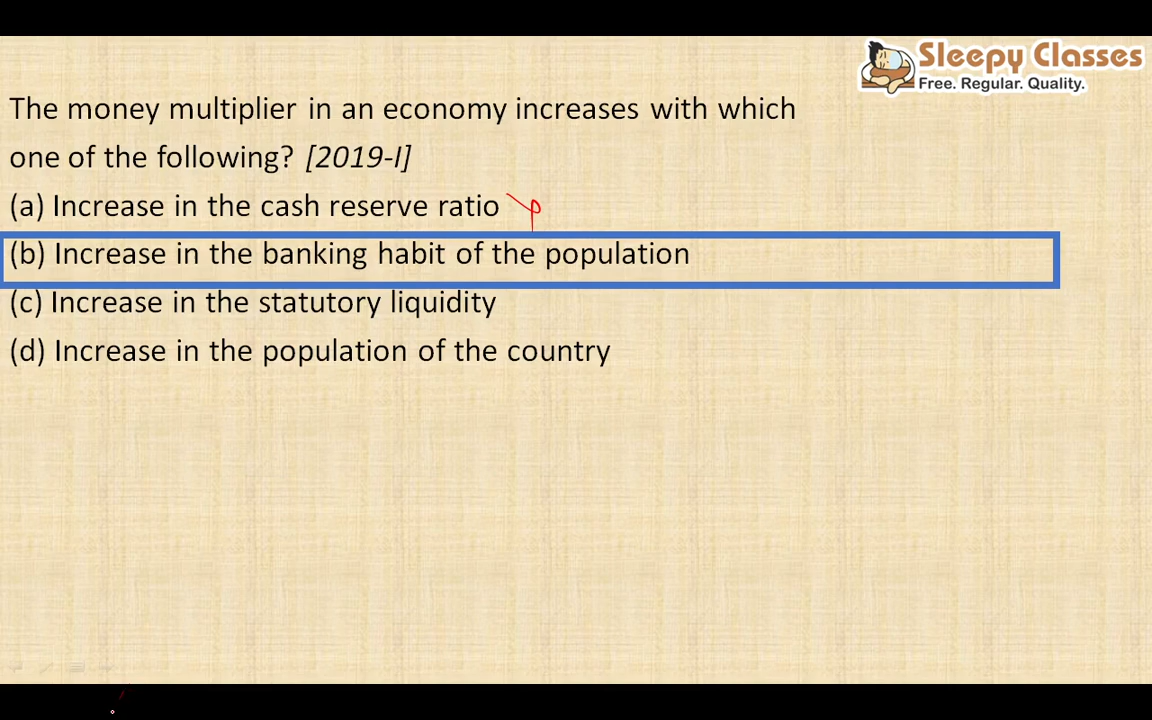 Sleepy Classes
Free. Regular. Quality.
The money multiplier in an economy increases with which
one of the following? [2019-I]
(a) Increase in the cash reserve ratio
(b) Increase in the banking habit of the population
(c) Increase in the statutory liquidity
(d) Increase in the population of the country